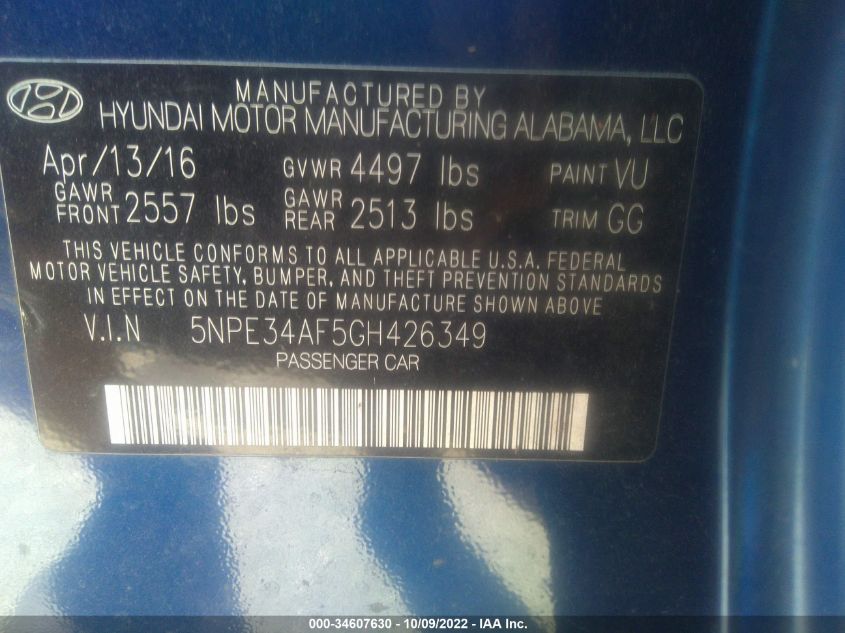 MANUFACTURED BY
HYUNDAI MOTOR MANUFACTURING ALABAMA, LLC
Apr/13/16 GVWR 4497 lbs PAINT VU
GAWR FRONT 2557 lbs GAWR REAR 2513 lbs TRIM GG
THIS VEHICLE CONFORMS TO ALL APPLICABLE U.S.A. FEDERAL
MOTOR VEHICLE SAFETY, BUMPER, AND THEFT PREVENTION STANDARDS
IN EFFECT ON THE DATE OF MANUFACTURE SHOWN ABOVE
V.I.N 5NPE34AF5GH426349
PASSENGER CAR
000-34607630 - 10/09/2022 - IAA Inc.